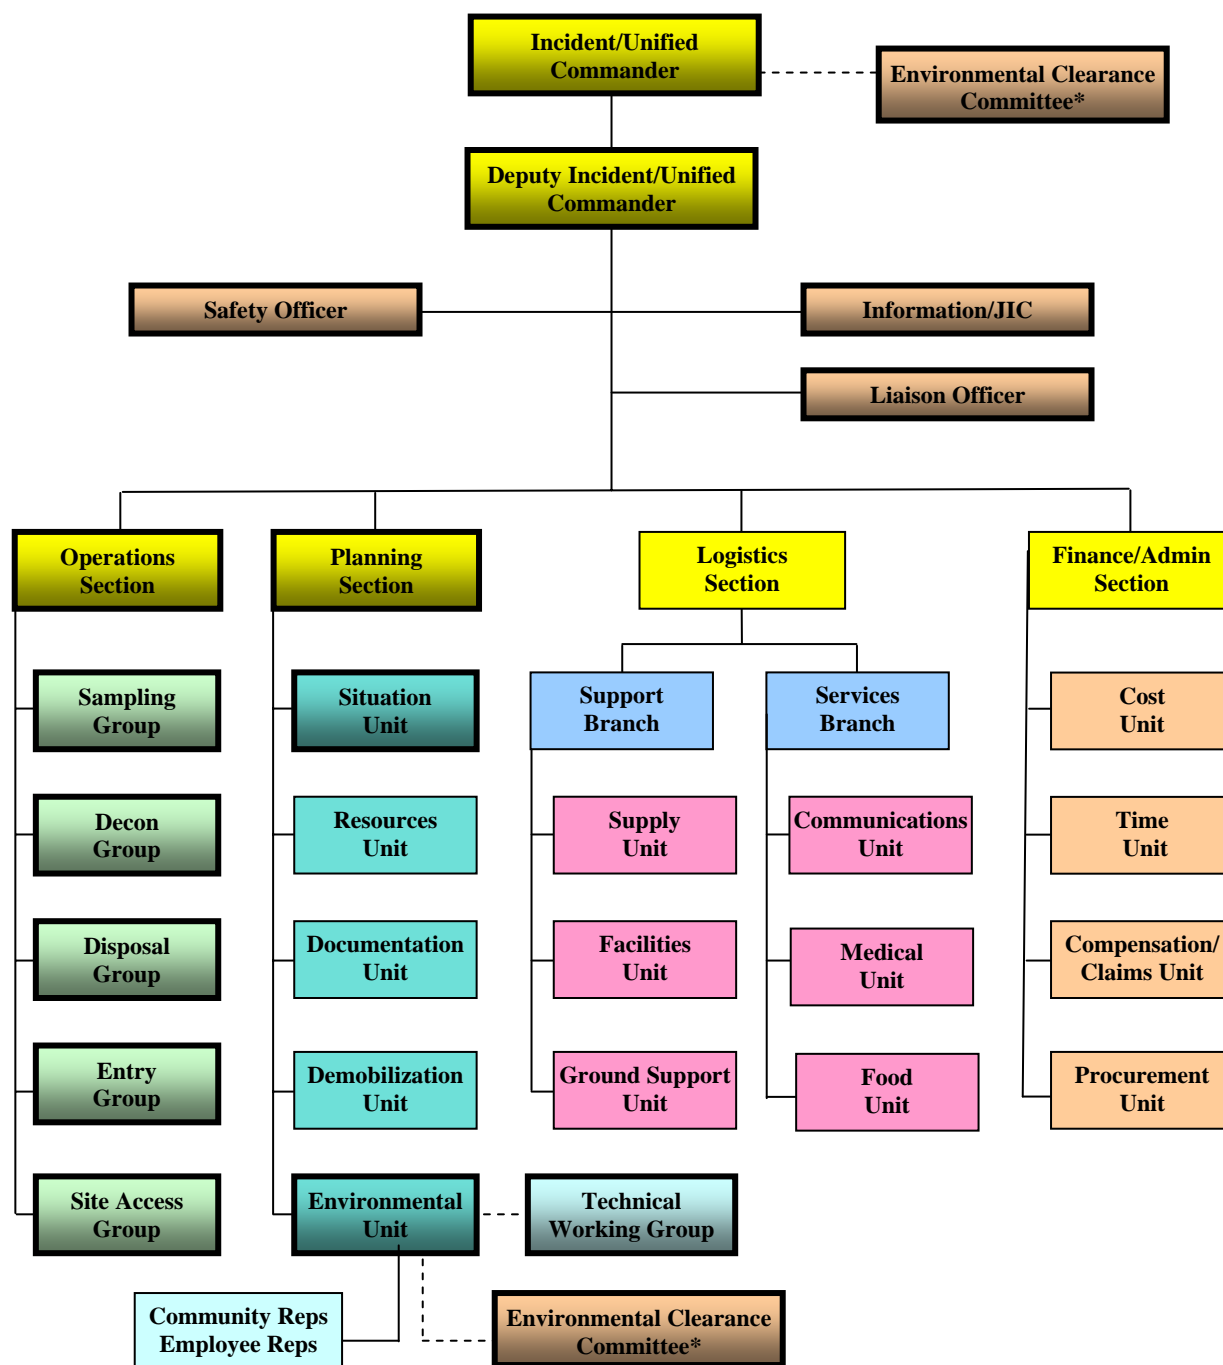 Incident/Unified
Commander
Environmental Clearance
Committee*
Deputy Incident/Unified
Commander
Safety Officer
Information/JIC
Liaison Officer
Operations
Section
Planning
Section
Logistics
Section
Finance/Admin
Section
Sampling
Group
Situation
Unit
Support
Branch
Services
Branch
Cost
Unit
Decon
Group
Resources
Unit
Supply
Unit
Communications
Unit
Time
Unit
Disposal
Group
Documentation
Unit
Facilities
Unit
Medical
Unit
Compensation/
Claims Unit
Entry
Group
Demobilization
Unit
Ground Support
Unit
Food
Unit
Procurement
Unit
Site Access
Group
Environmental
Unit
Technical
Working Group
Community Reps
Employee Reps
Environmental Clearance
Committee*